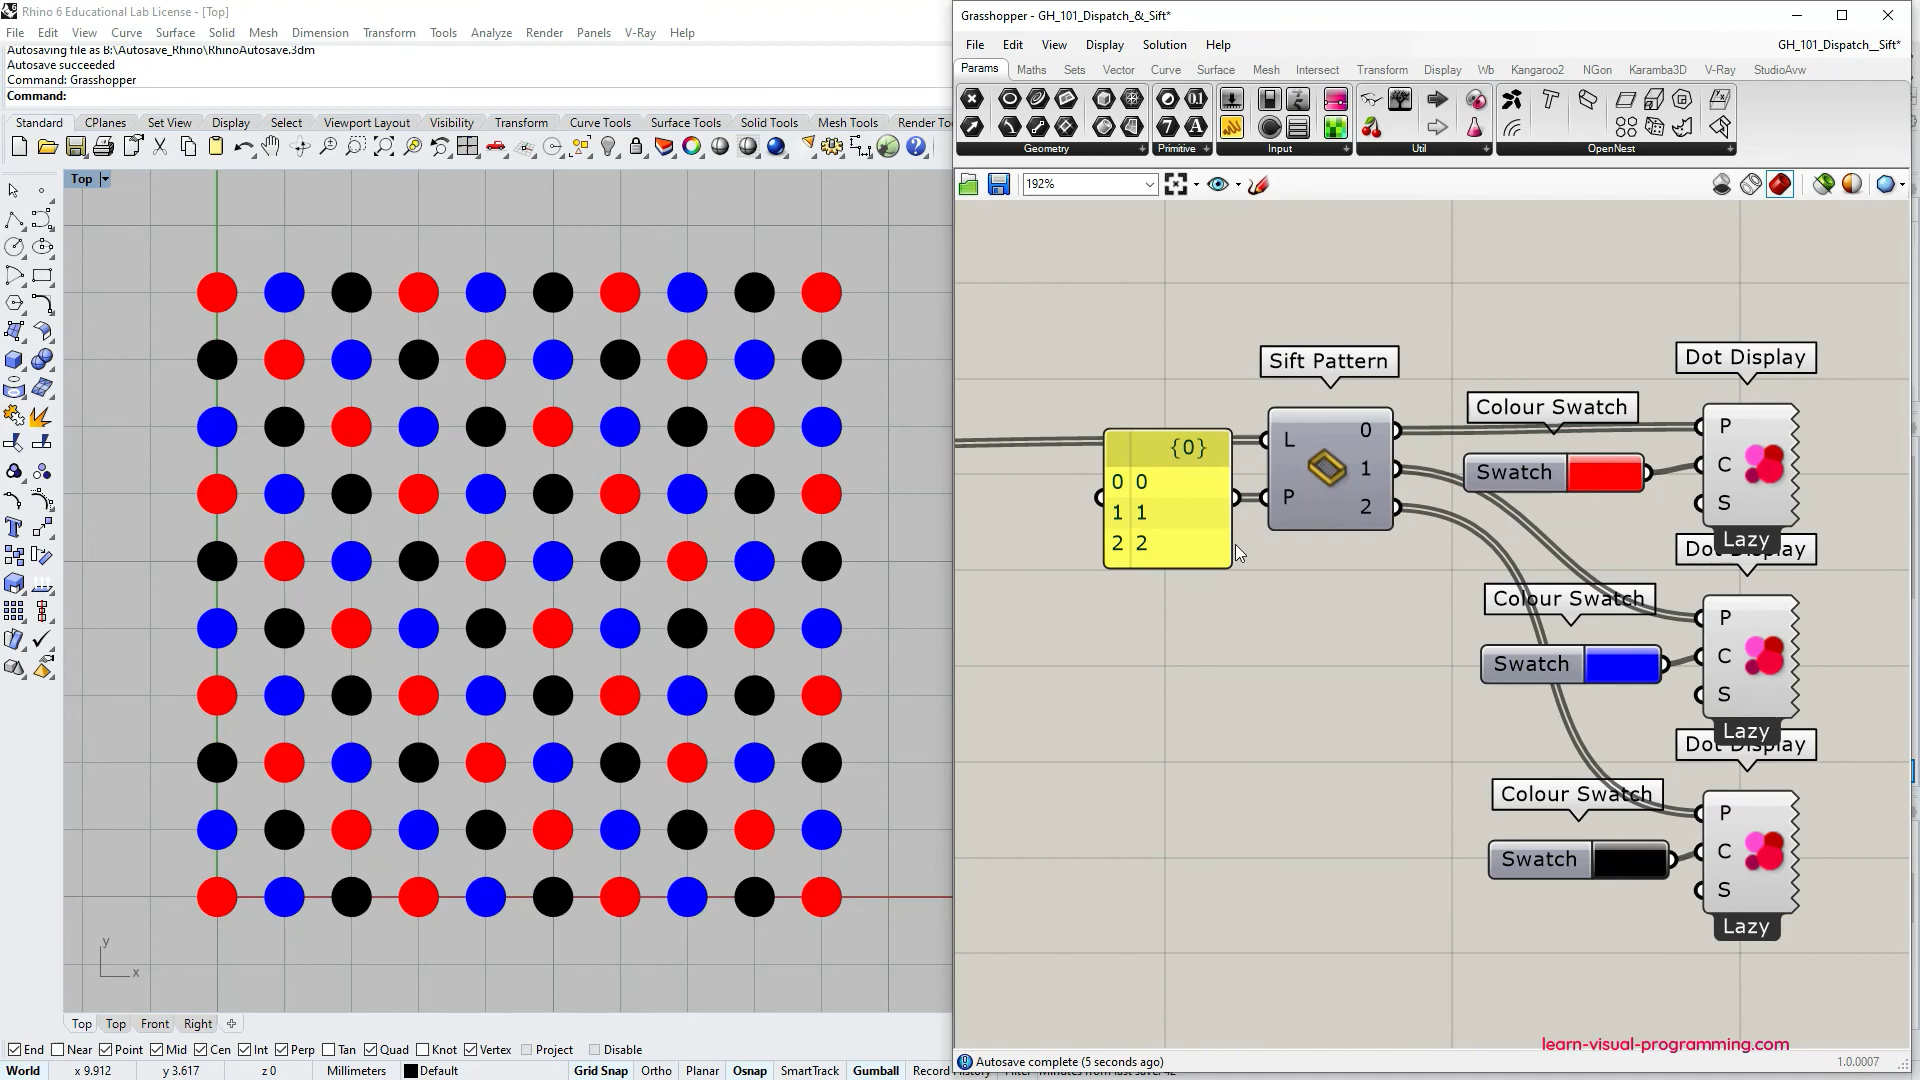 Rhino 6 Educational Lab License - [Top]
File Edit View Curve Surface Solid Mesh Dimension Transform Tools Analyze Render Panels V-Ray Help
Autosaving file as B:\Autosave_Rhino\RhinoAutosave.3dm
Autosave succeeded
Command: Grasshopper
Command:
Standard CPlanes Set View Display Select Viewport Layout Visibility Transform Curve Tools Surface Tools Solid Tools Mesh Tools Render To
Top
y
x
Top Top Front Right
End Near Point Mid Cen Int Perp Tan Quad Knot Vertex Project Disable
World x 9.912 y 3.617 z 0 Millimeters Default Grid Snap Ortho Planar Osnap SmartTrack Gumball Record
Grasshopper - GH_101_Dispatch_&_Sift*
File Edit View Display Solution Help
GH_101_Dispatch__Sift*
Params Maths Sets Vector Curve Surface Mesh Intersect Transform Display Wb Kangaroo2 NGon Karamba3D V-Ray StudioAvw
Geometry Primitive Input Util OpenNest
192%
Sift Pattern
L
P
0
1
2
{0}
0 0
1 1
2 2
Dot Display
Colour Swatch
Swatch
P
C
S
Lazy
Dot Display
Colour Swatch
Swatch
P
C
S
Lazy
Dot Display
Colour Swatch
Swatch
P
C
S
Lazy
learn-visual-programming.com
Autosave complete (5 seconds ago)
1.0.0007